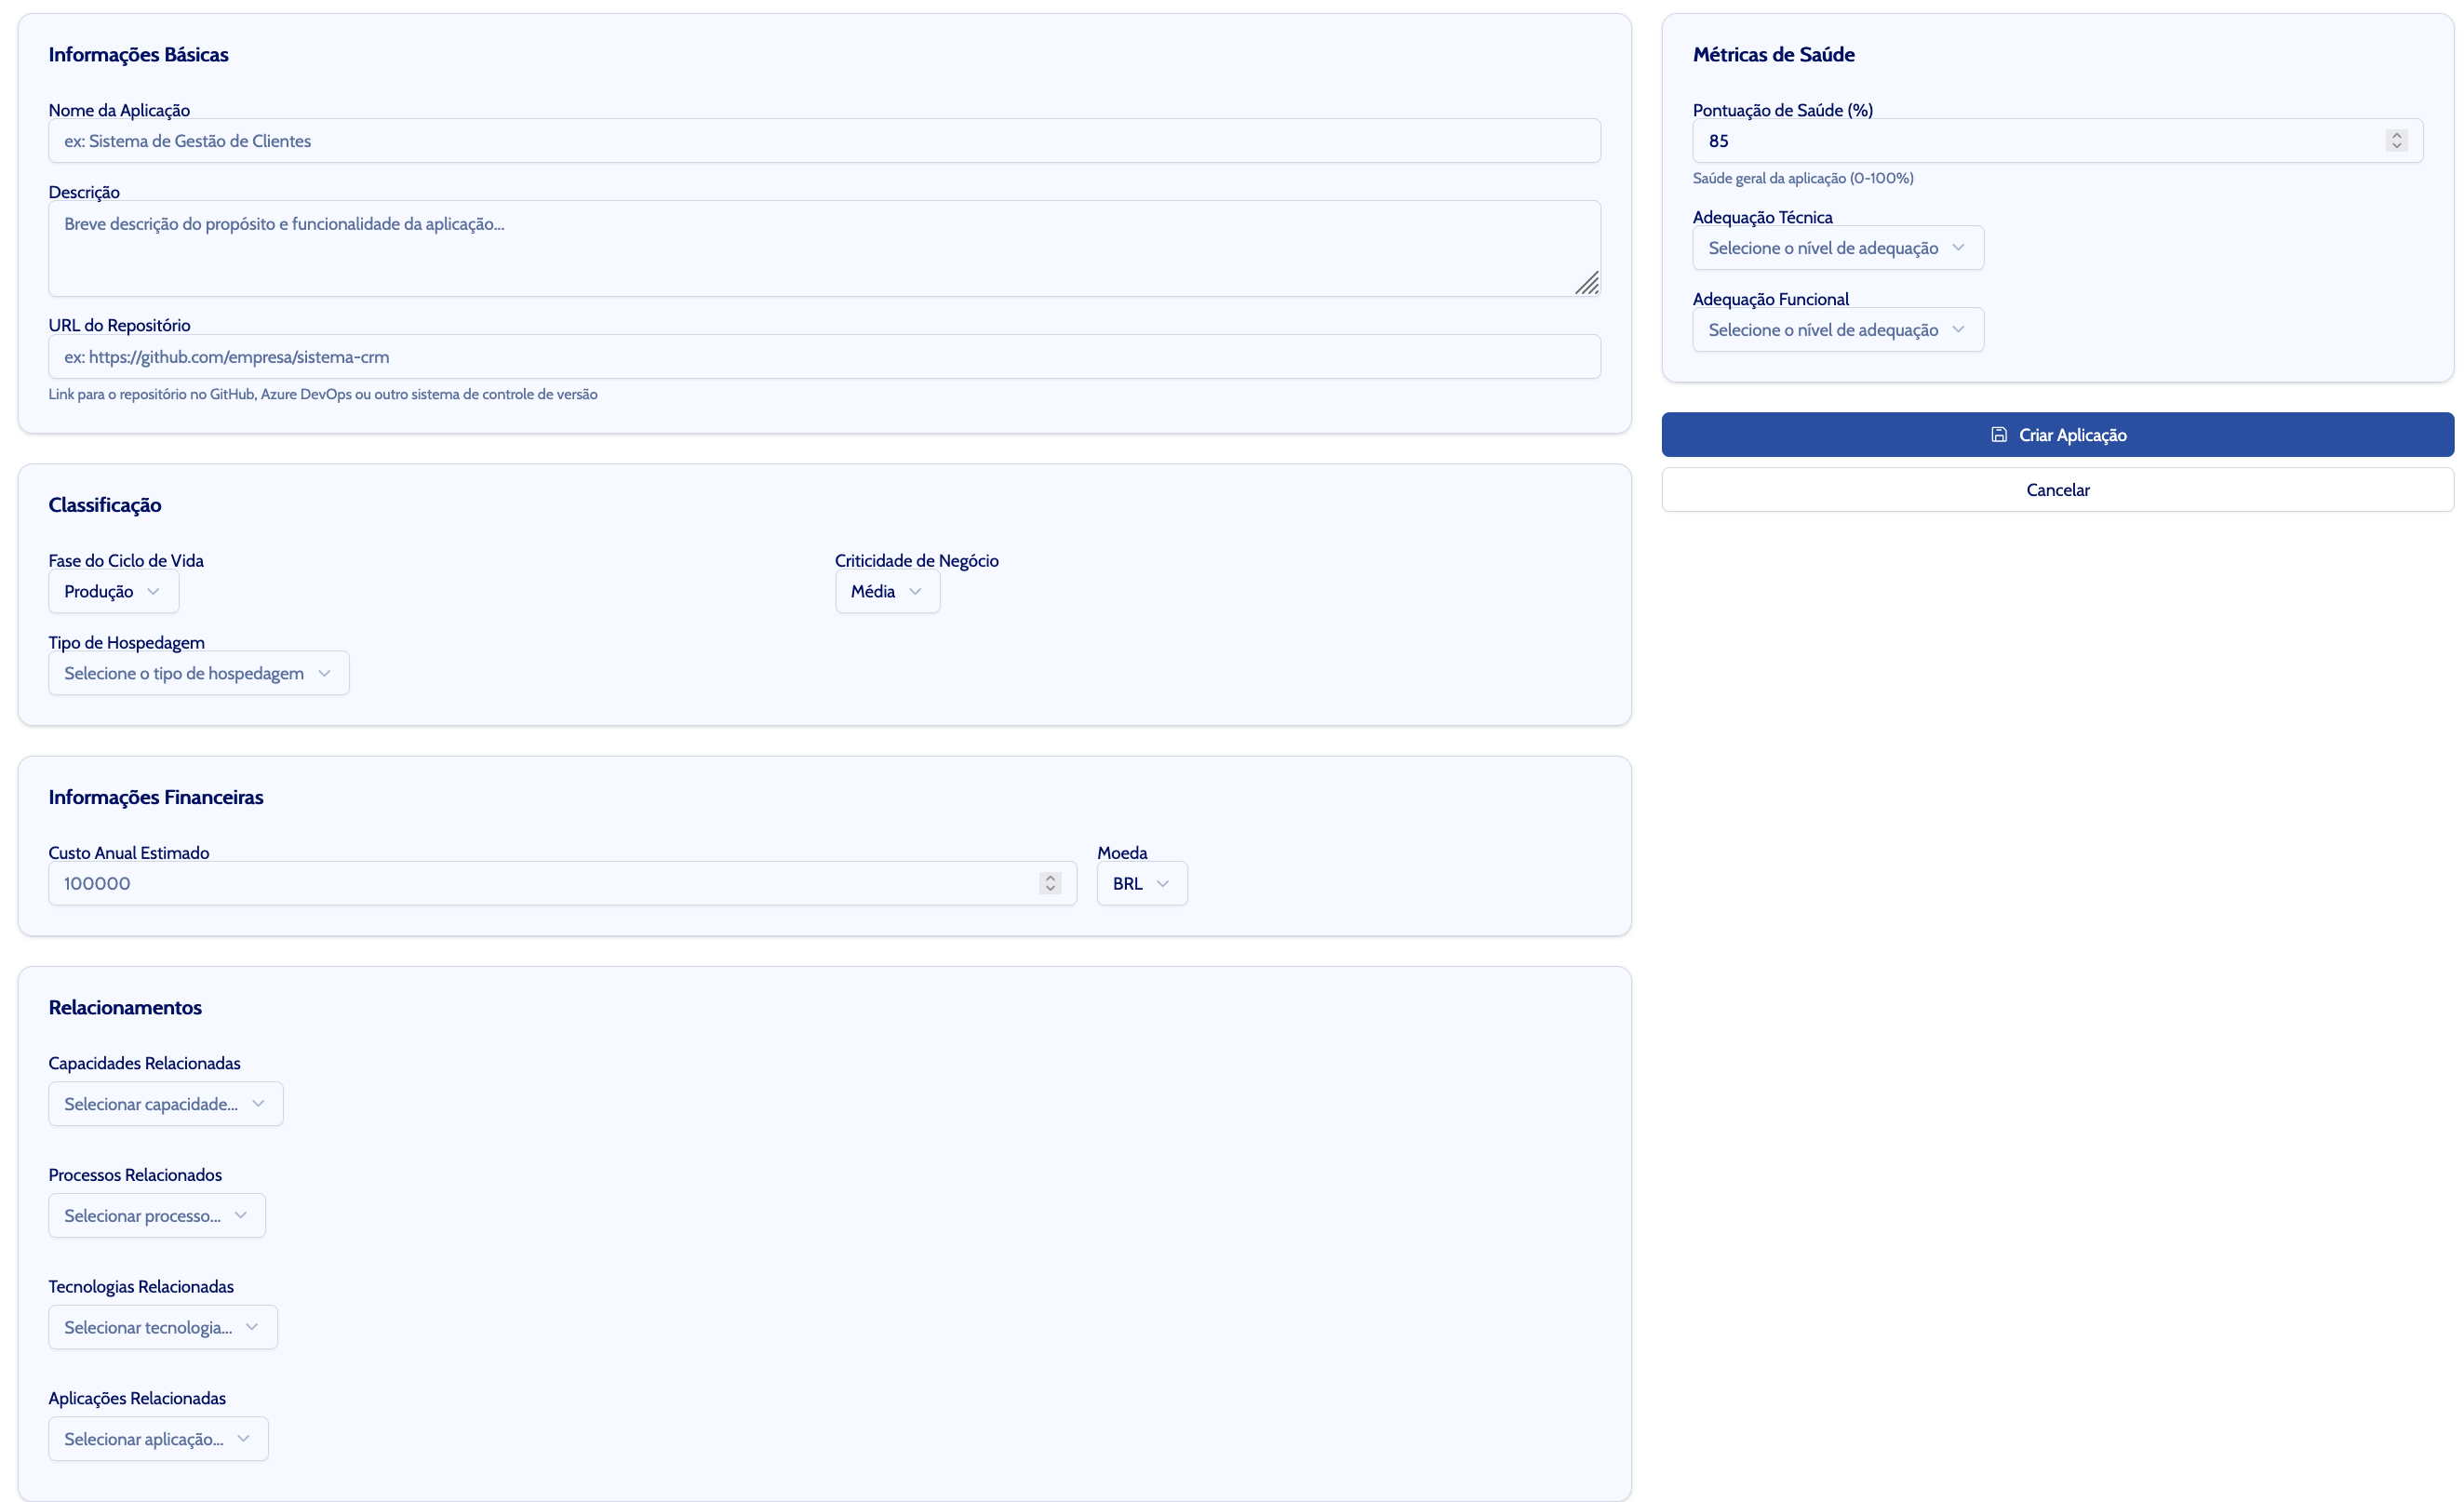 Informações Básicas
Nome da Aplicação
ex: Sistema de Gestão de Clientes
Descrição
Breve descrição do propósito e funcionalidade da aplicação...
URL do Repositório
ex: https://github.com/empresa/sistema-crm
Link para o repositório no GitHub, Azure DevOps ou outro sistema de controle de versão
Classificação
Fase do Ciclo de Vida
Produção
Criticidade de Negócio
Média
Tipo de Hospedagem
Selecione o tipo de hospedagem
Informações Financeiras
Custo Anual Estimado
100000
Moeda
BRL
Relacionamentos
Capacidades Relacionadas
Selecionar capacidade...
Processos Relacionados
Selecionar processo...
Tecnologias Relacionadas
Selecionar tecnologia...
Aplicações Relacionadas
Selecionar aplicação...
Métricas de Saúde
Pontuação de Saúde (%)
85
Saúde geral da aplicação (0-100%)
Adequação Técnica
Selecione o nível de adequação
Adequação Funcional
Selecione o nível de adequação
Criar Aplicação
Cancelar